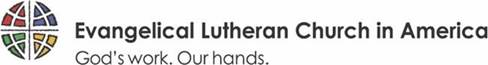 Evangelical Lutheran Church in America
God's work. Our hands.